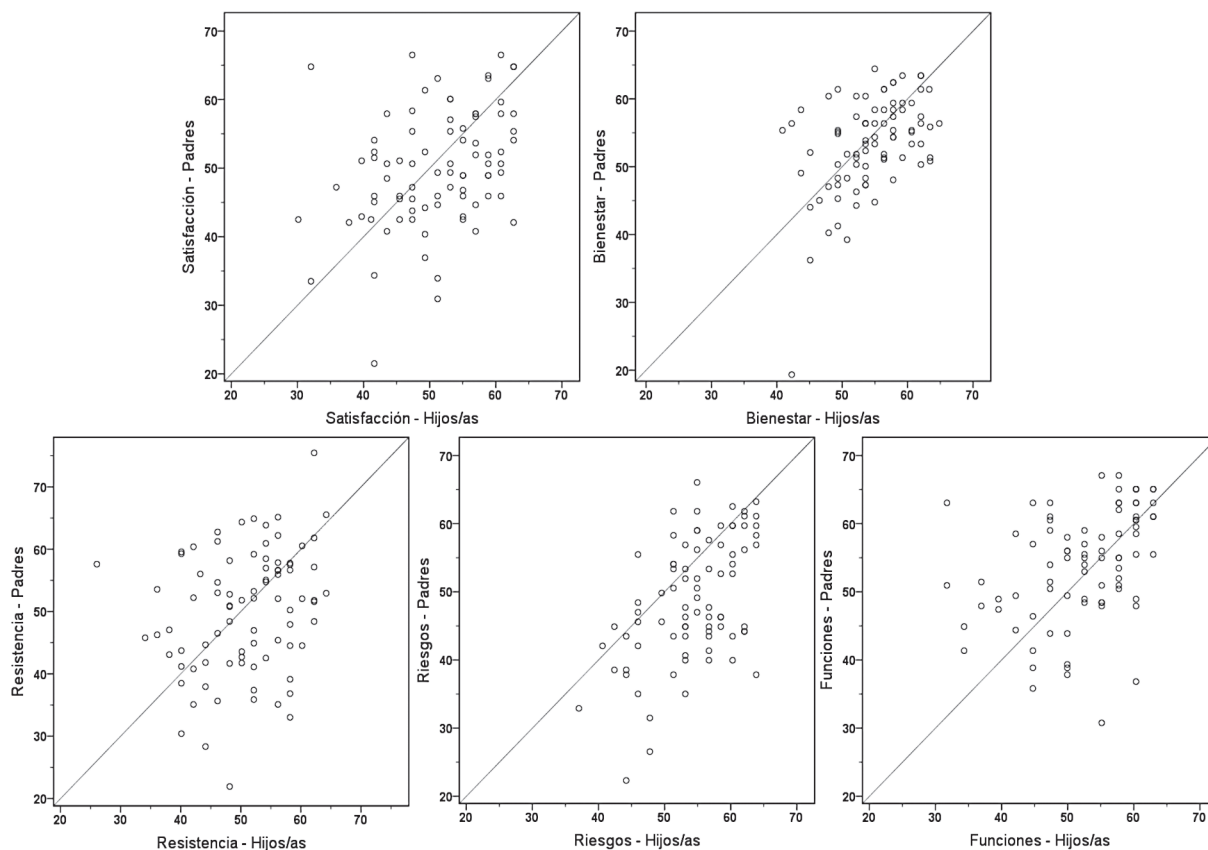 70
60
50
40
30
20
Satisfacción - Padres
20 30 40 50 60 70
Satisfacción - Hijos/as
70
60
50
40
30
20
Bienestar - Padres
20 30 40 50 60 70
Bienestar - Hijos/as
70
60
50
40
30
20
Resistencia - Padres
20 30 40 50 60 70
Resistencia - Hijos/as
70
60
50
40
30
20
Riesgos - Padres
20 30 40 50 60 70
Riesgos - Hijos/as
70
60
50
40
30
20
Funciones - Padres
20 30 40 50 60 70
Funciones - Hijos/as